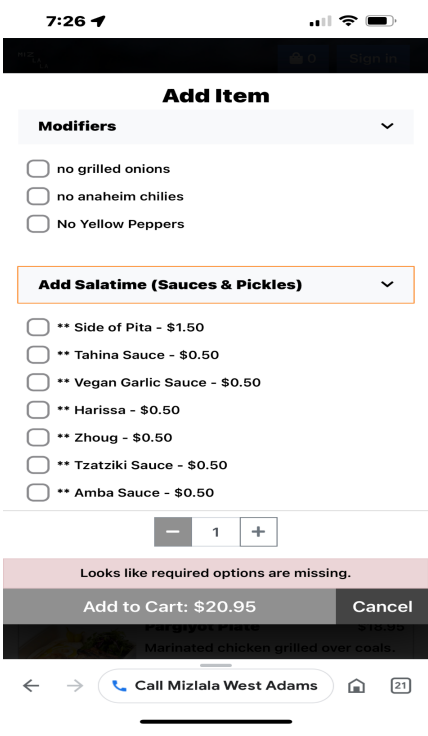 7:26
MIZ
LA
LA
0 Sign in
Add Item
Modifiers
no grilled onions
no anaheim chilies
No Yellow Peppers
Add Salatime (Sauces & Pickles)
** Side of Pita - $1.50
** Tahina Sauce - $0.50
** Vegan Garlic Sauce - $0.50
** Harissa - $0.50
** Zhoug - $0.50
** Tzatziki Sauce - $0.50
** Amba Sauce - $0.50
− 1 +
Looks like required options are missing.
Add to Cart: $20.95 Cancel
Pargiyot Plate $18.95
Marinated chicken grilled over coals.
Call Mizlala West Adams 21